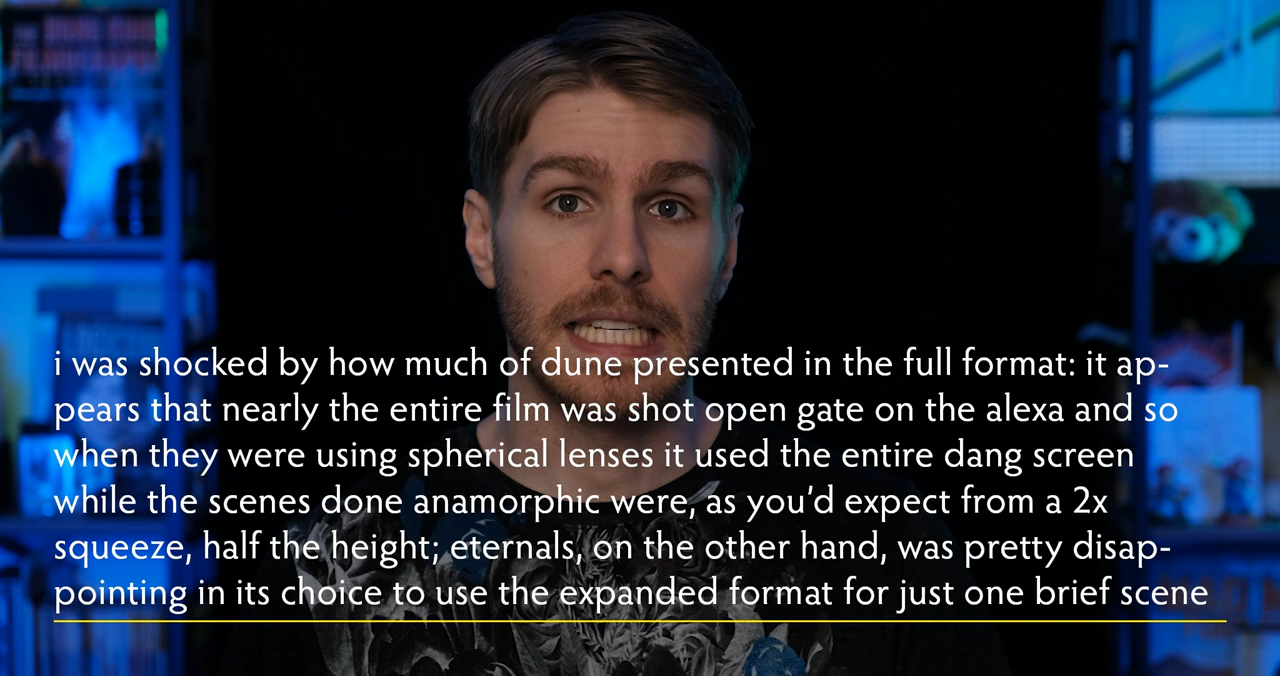 i was shocked by how much of dune presented in the full format: it ap-
pears that nearly the entire film was shot open gate on the alexa and so
when they were using spherical lenses it used the entire dang screen
while the scenes done anamorphic were, as you’d expect from a 2x
squeeze, half the height; eternals, on the other hand, was pretty disap-
pointing in its choice to use the expanded format for just one brief scene